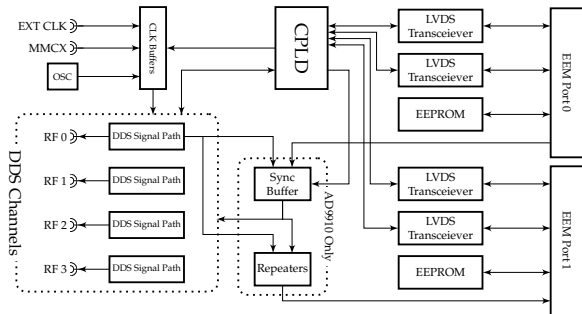 EXT CLK
MMCX
OSC
CLK Buffers
CPLD
LVDS
Transceiever
LVDS
Transceiever
EEPROM
EEM Port 0
DDS Channels
RF 0
DDS Signal Path
RF 1
DDS Signal Path
RF 2
DDS Signal Path
RF 3
DDS Signal Path
Sync
Buffer
AD9910 Only
Repeaters
LVDS
Transceiever
LVDS
Transceiever
EEPROM
EEM Port 1